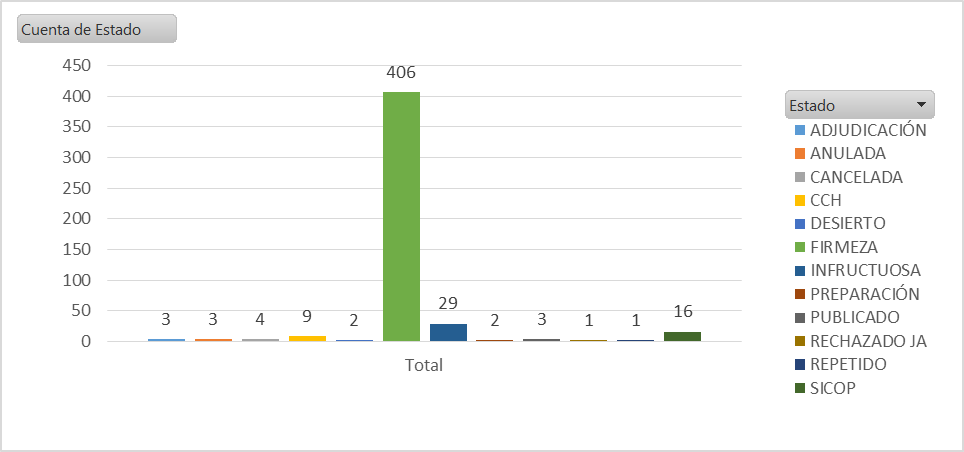 Cuenta de Estado
450
400
350
300
250
200
150
100
50
0
3 3 4 9 2 406 29 2 3 1 1 16
Total
Estado
ADJUDICACIÓN
ANULADA
CANCELADA
CCH
DESIERTO
FIRMEZA
INFRUCTUOSA
PREPARACIÓN
PUBLICADO
RECHAZADO JA
REPETIDO
SICOP